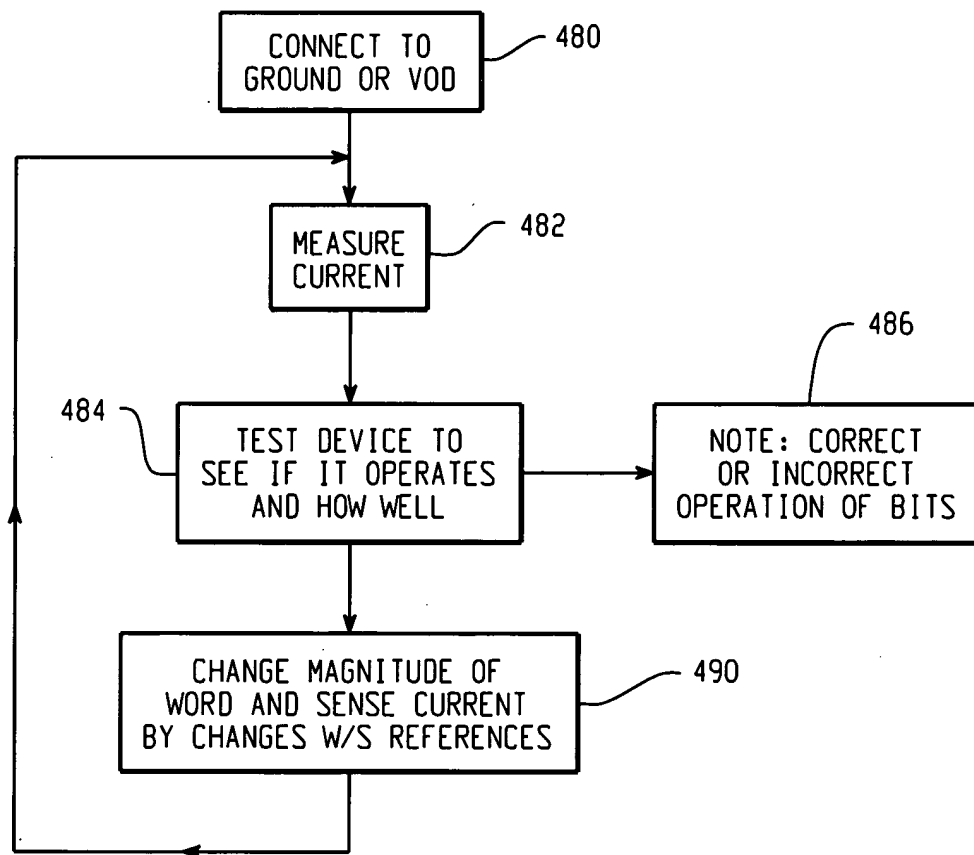 CONNECT TO
GROUND OR VOD
480
MEASURE
CURRENT
482
484
TEST DEVICE TO
SEE IF IT OPERATES
AND HOW WELL
486
NOTE: CORRECT
OR INCORRECT
OPERATION OF BITS
CHANGE MAGNITUDE OF
WORD AND SENSE CURRENT
BY CHANGES W/S REFERENCES
490